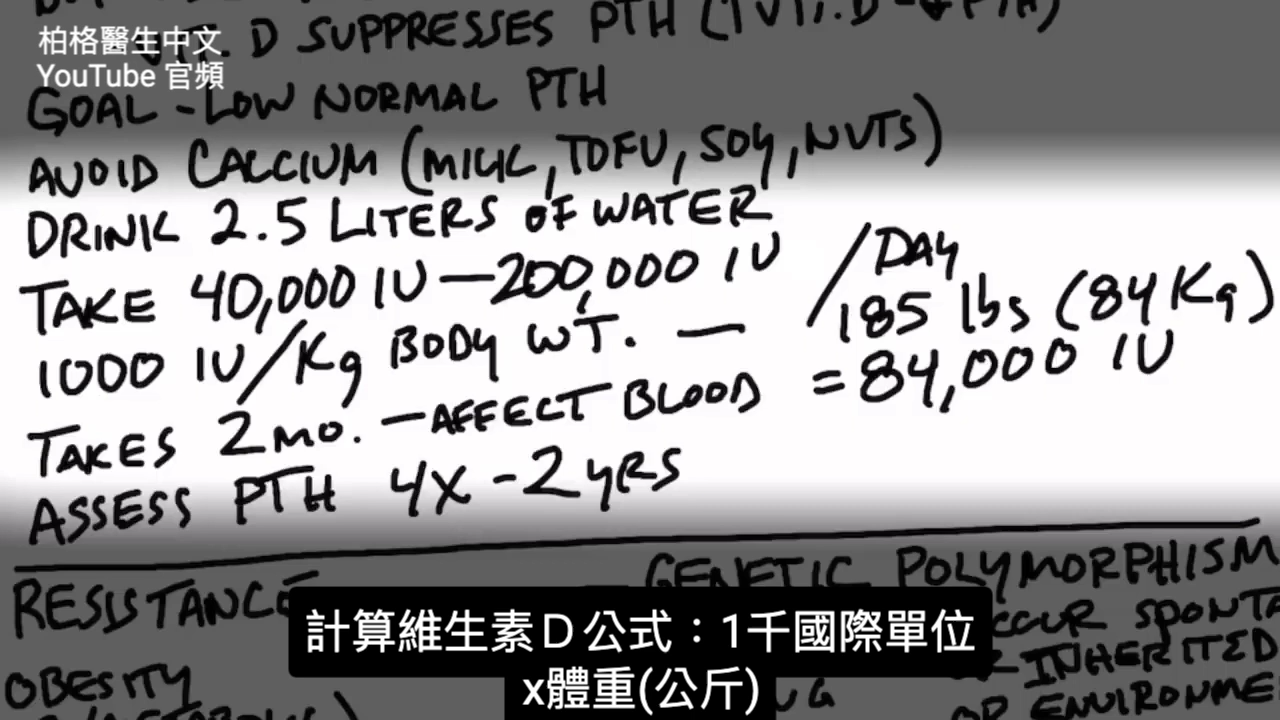 柏格醫生中文
YouTube 官頻
VIT. D SUPPRESSES PTH (↑VIT. D - ↓PTH)
GOAL - LOW NORMAL PTH
AVOID CALCIUM (MILK, TOFU, SOY, NUTS)
DRINK 2.5 LITERS OF WATER
TAKE 40,000 IU — 200,000 IU /DAY
1000 IU/Kg BODY WT. — 185 lbs (84 Kg)
= 84,000 IU
TAKES 2 MO. — AFFECT BLOOD
ASSESS PTH 4X - 2 YRS
RESISTANCE
GENETIC POLYMORPHISM
OBESITY
INHERITED
計算維生素D公式：1千國際單位
x體重(公斤)